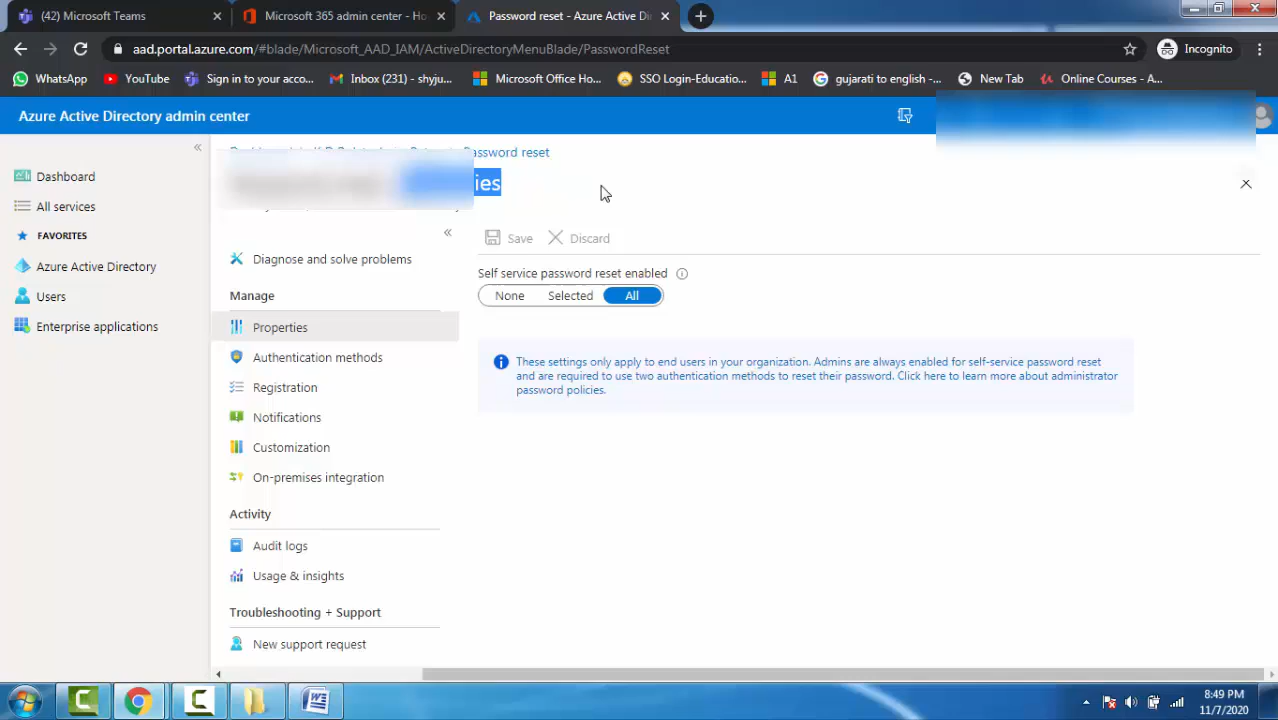 (42) Microsoft Teams
Microsoft 365 admin center - Ho
Password reset - Azure Active Di
aad.portal.azure.com/#blade/Microsoft_AAD_IAM/ActiveDirectoryMenuBlade/PasswordReset
Incognito
WhatsApp
YouTube
Sign in to your acco...
Inbox (231) - shyju...
Microsoft Office Ho...
SSO Login-Educatio...
A1
gujarati to english -...
New Tab
Online Courses - A...
Azure Active Directory admin center
Password reset
ies
Dashboard
All services
FAVORITES
Azure Active Directory
Users
Enterprise applications
Diagnose and solve problems
Manage
Properties
Authentication methods
Registration
Notifications
Customization
On-premises integration
Activity
Audit logs
Usage & insights
Troubleshooting + Support
New support request
Save
Discard
Self service password reset enabled
None
Selected
All
These settings only apply to end users in your organization. Admins are always enabled for self-service password reset
and are required to use two authentication methods to reset their password. Click here to learn more about administrator
password policies.
8:49 PM
11/7/2020